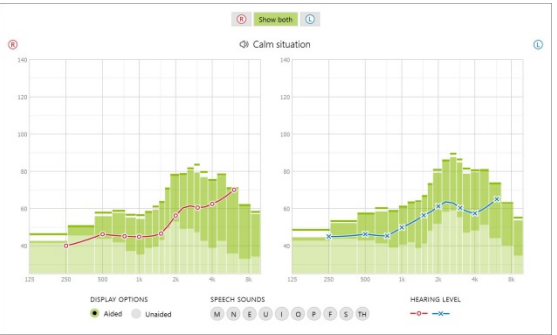 R Show both L
R Calm situation L
140 140
120 120
100 100
80 80
60 60
40 40
125 250 500 1k 2k 4k 8k 125 250 500 1k 2k 4k 8k
DISPLAY OPTIONS SPEECH SOUNDS HEARING LEVEL
Aided Unaided M N E U I O P F S TH